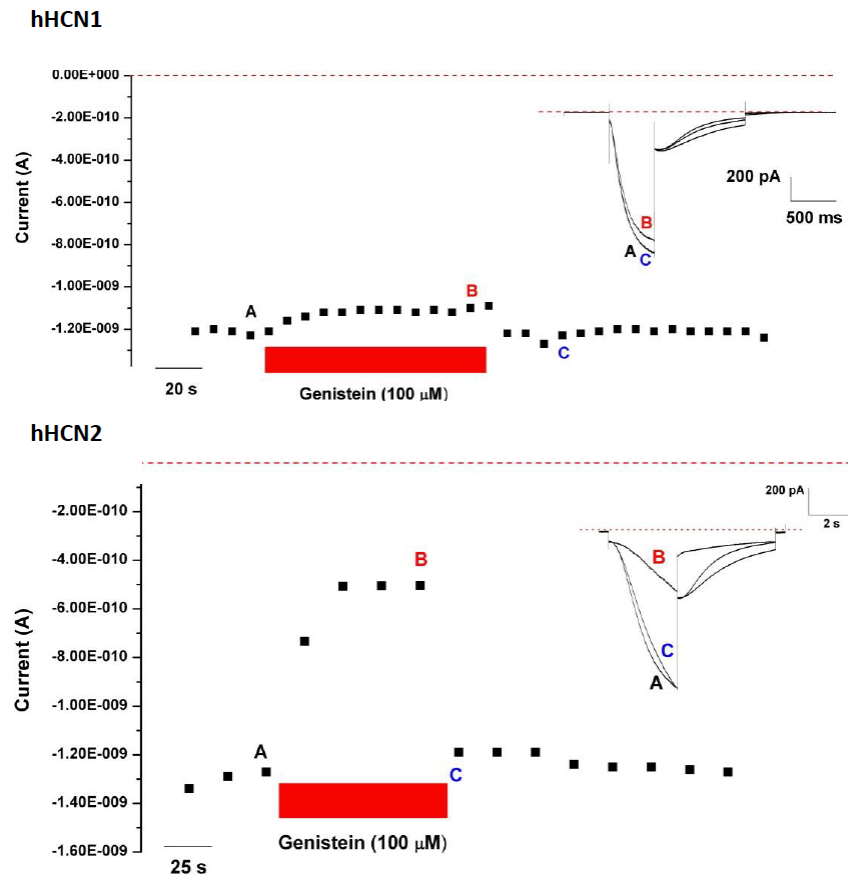 hHCN1
0.00E+000
-2.00E-010
-4.00E-010
-6.00E-010
-8.00E-010
-1.00E-009
-1.20E-009
Current (A)
A
B
C
20 s
Genistein (100 µM)
B
A
C
200 pA
500 ms
hHCN2
-2.00E-010
-4.00E-010
-6.00E-010
-8.00E-010
-1.00E-009
-1.20E-009
-1.40E-009
-1.60E-009
Current (A)
A
B
C
25 s
Genistein (100 µM)
B
C
A
200 pA
2 s